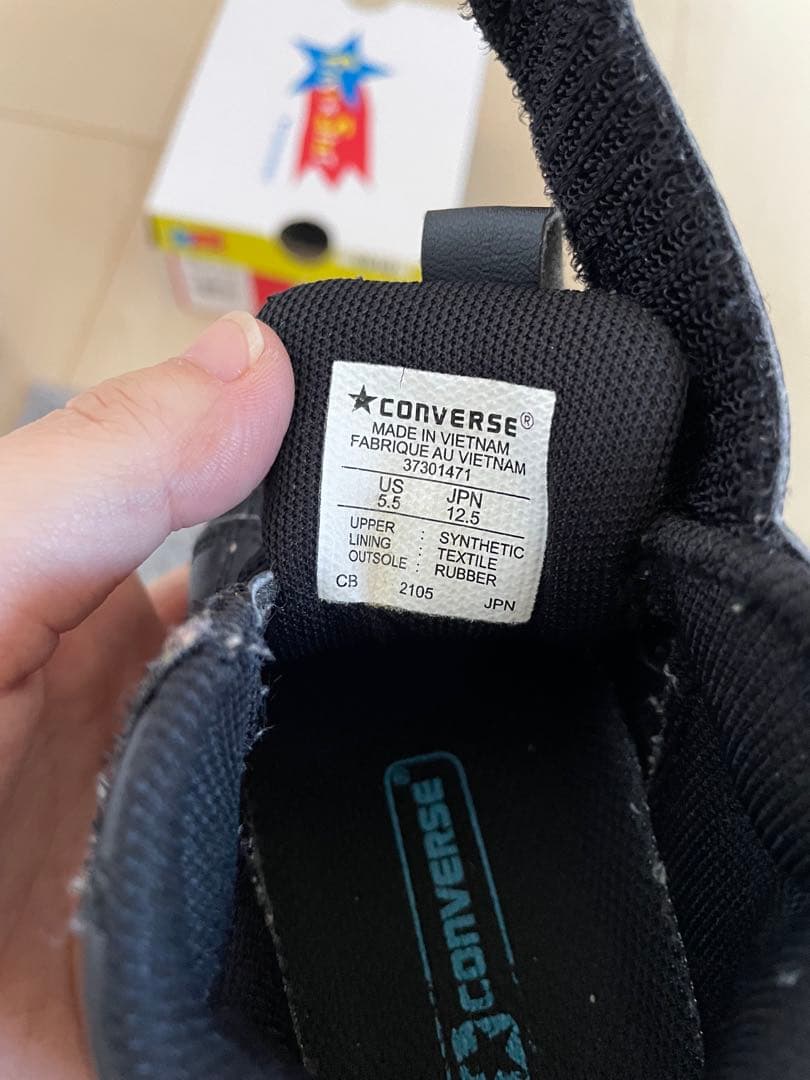 ★CONVERSE®
MADE IN VIETNAM
FABRIQUE AU VIETNAM
37301471
US JPN
5.5 12.5
UPPER : SYNTHETIC
LINING : TEXTILE
OUTSOLE : RUBBER
CB 2105 JPN
CONVERSE®